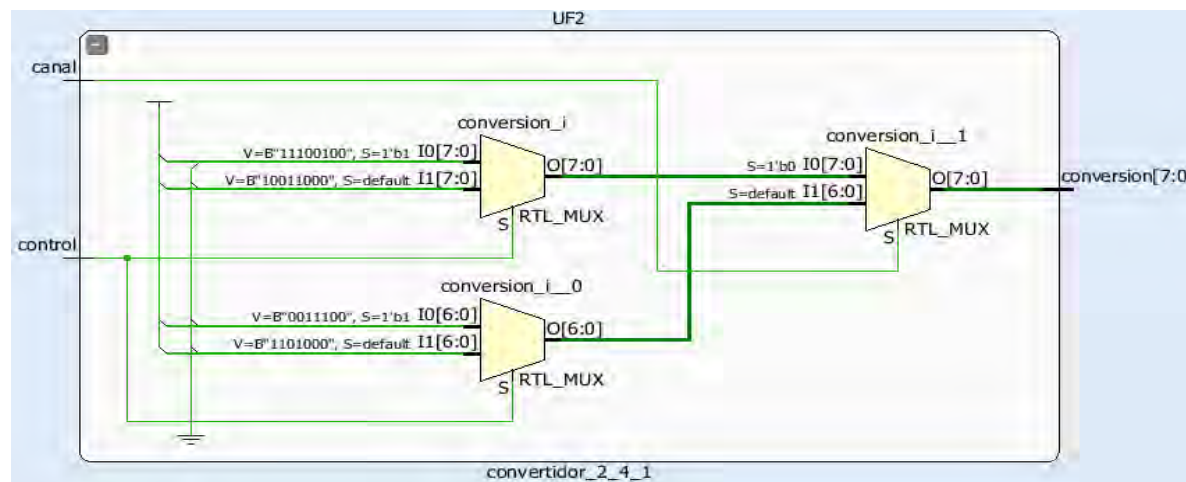 UF2
canal
conversion_i
conversion_i__1
V=B"11100100", S=1'b1 I0[7:0]
O[7:0]
S=1'b0 I0[7:0]
V=B"10011000", S=default I1[7:0]
S=default I1[6:0]
O[7:0]
conversion[7:0
S RTL_MUX
S RTL_MUX
control
conversion_i__0
V=B"0011100", S=1'b1 I0[6:0]
O[6:0]
V=B"1101000", S=default I1[6:0]
S RTL_MUX
convertidor_2_4_1